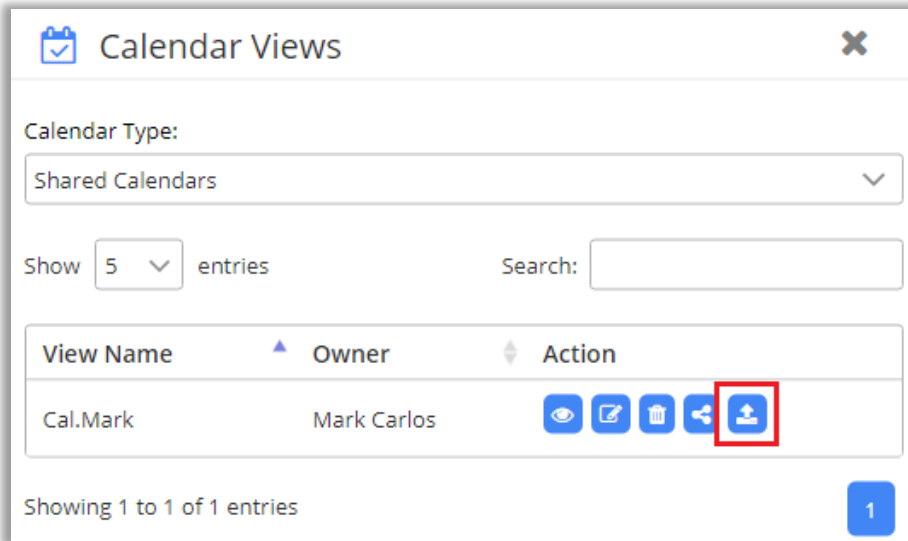 Calendar Views
Calendar Type:
Shared Calendars
Show 5 entries Search:
View Name Owner Action
Cal.Mark Mark Carlos
Showing 1 to 1 of 1 entries 1